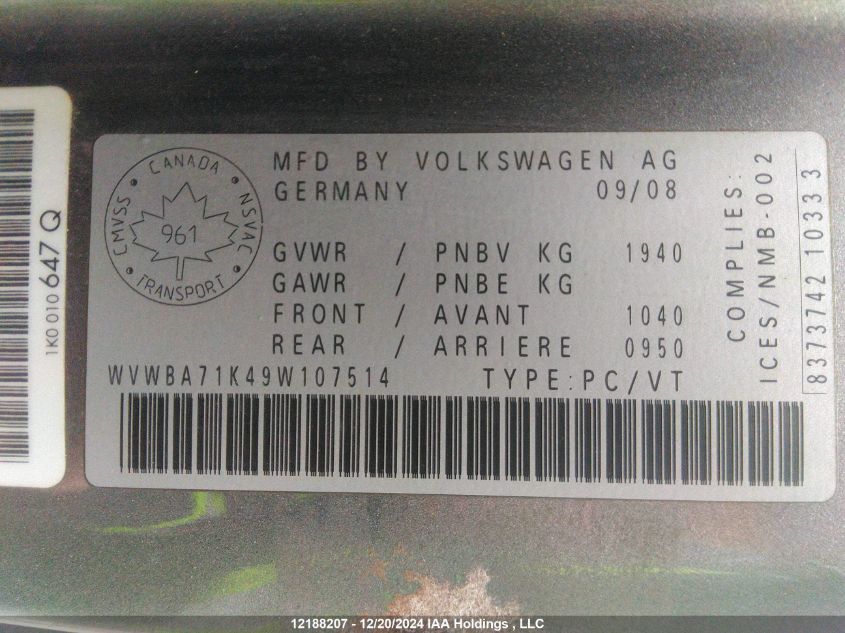 1K0 010 647 Q
CANADA
CMVSS
NSVAC
961
TRANSPORT
MFD BY VOLKSWAGEN AG
GERMANY 09/08
GVWR / PNBV KG 1940
GAWR / PNBE KG
FRONT / AVANT 1040
REAR / ARRIERE 0950
WVWBA71K49W107514 TYPE:PC/VT
COMPLIES:
ICES/NMB-002
8373742 1033 3
12188207 - 12/20/2024 IAA Holdings , LLC